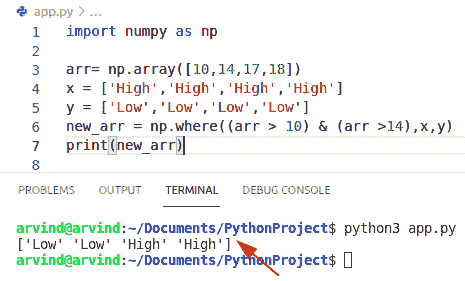 app.py > ...
1 import numpy as np
2
3 arr= np.array([10,14,17,18])
4 x = ['High','High','High','High']
5 y = ['Low','Low','Low','Low']
6 new_arr = np.where((arr > 10) & (arr >14),x,y)
7 print(new_arr)
8
PROBLEMS OUTPUT TERMINAL DEBUG CONSOLE
arvind@arvind:~/Documents/PythonProject$ python3 app.py
['Low' 'Low' 'High' 'High']
arvind@arvind:~/Documents/PythonProject$